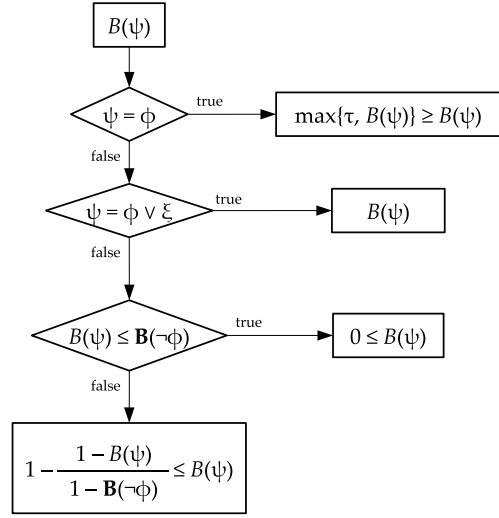 B(ψ)
ψ = ϕ
true
max{τ, B(ψ)} ≥ B(ψ)
false
ψ = ϕ ∨ ξ
true
B(ψ)
false
B(ψ) ≤ B(¬ϕ)
true
0 ≤ B(ψ)
false
1 − (1 − B(ψ)) / (1 − B(¬ϕ)) ≤ B(ψ)